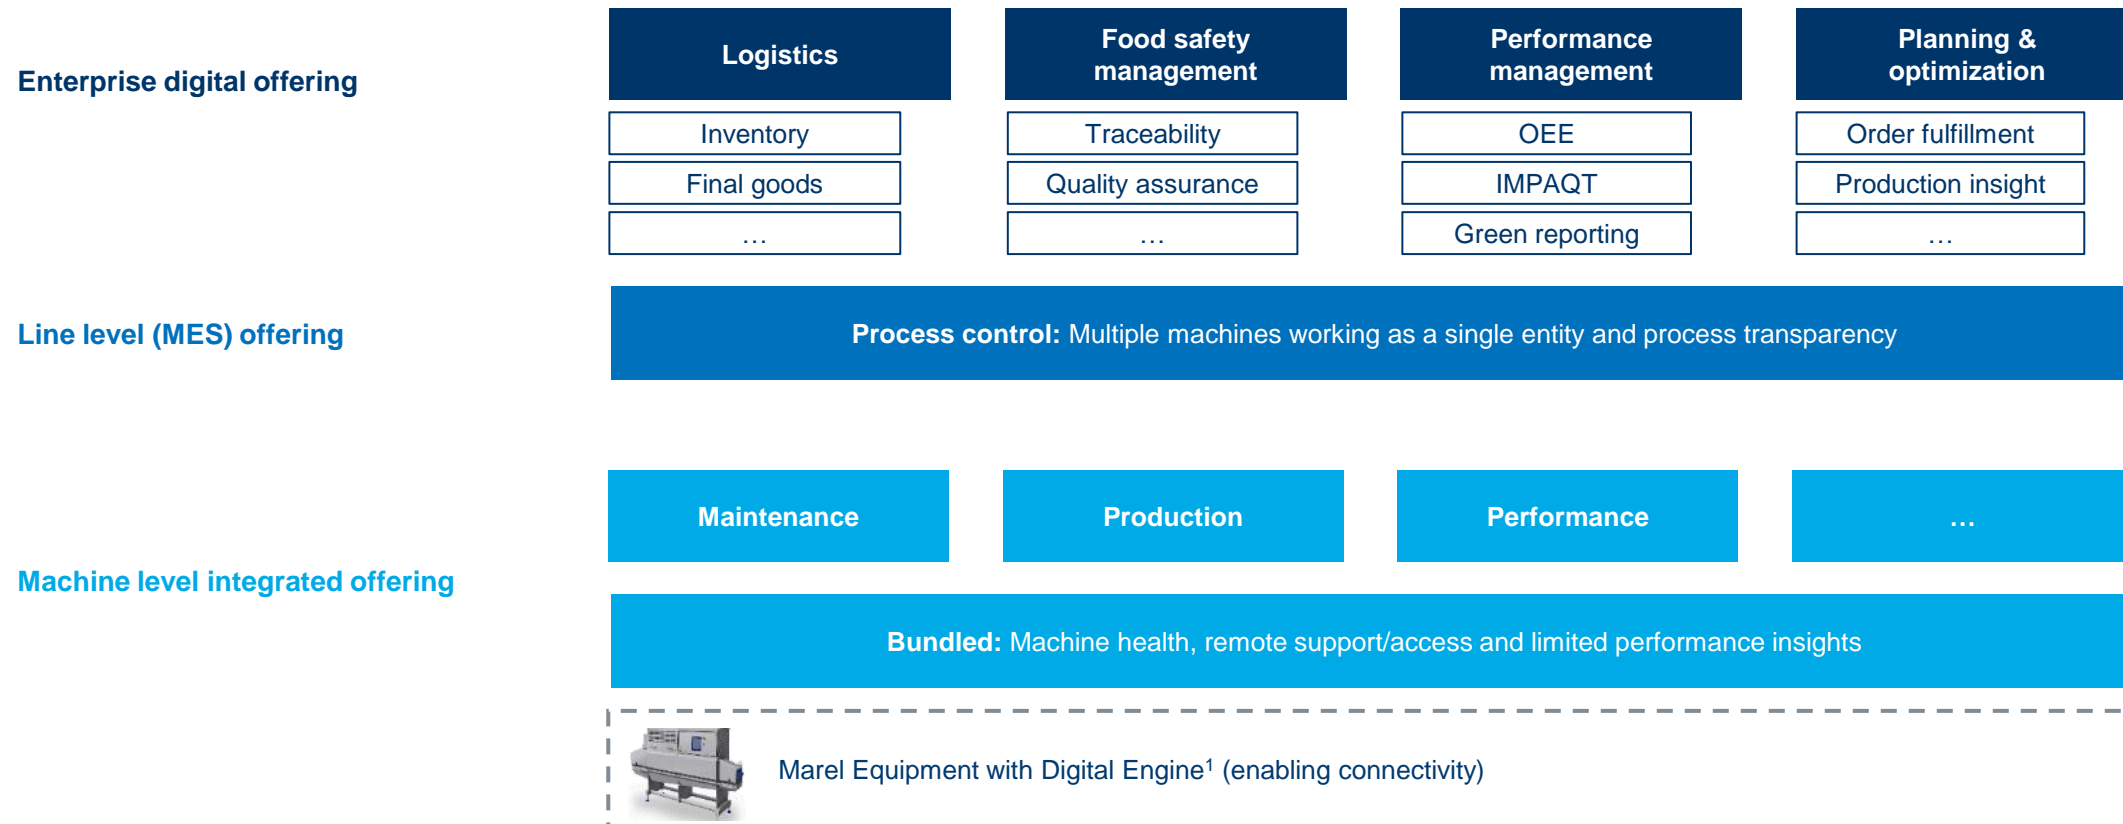 Enterprise digital offering
Logistics
Food safety
management
Performance
management
Planning &
optimization
Inventory
Traceability
OEE
Order fulfillment
Final goods
Quality assurance
IMPAQT
Production insight
…
…
Green reporting
…
Line level (MES) offering
Process control: Multiple machines working as a single entity and process transparency
Machine level integrated offering
Maintenance
Production
Performance
…
Bundled: Machine health, remote support/access and limited performance insights
Marel Equipment with Digital Engine¹ (enabling connectivity)